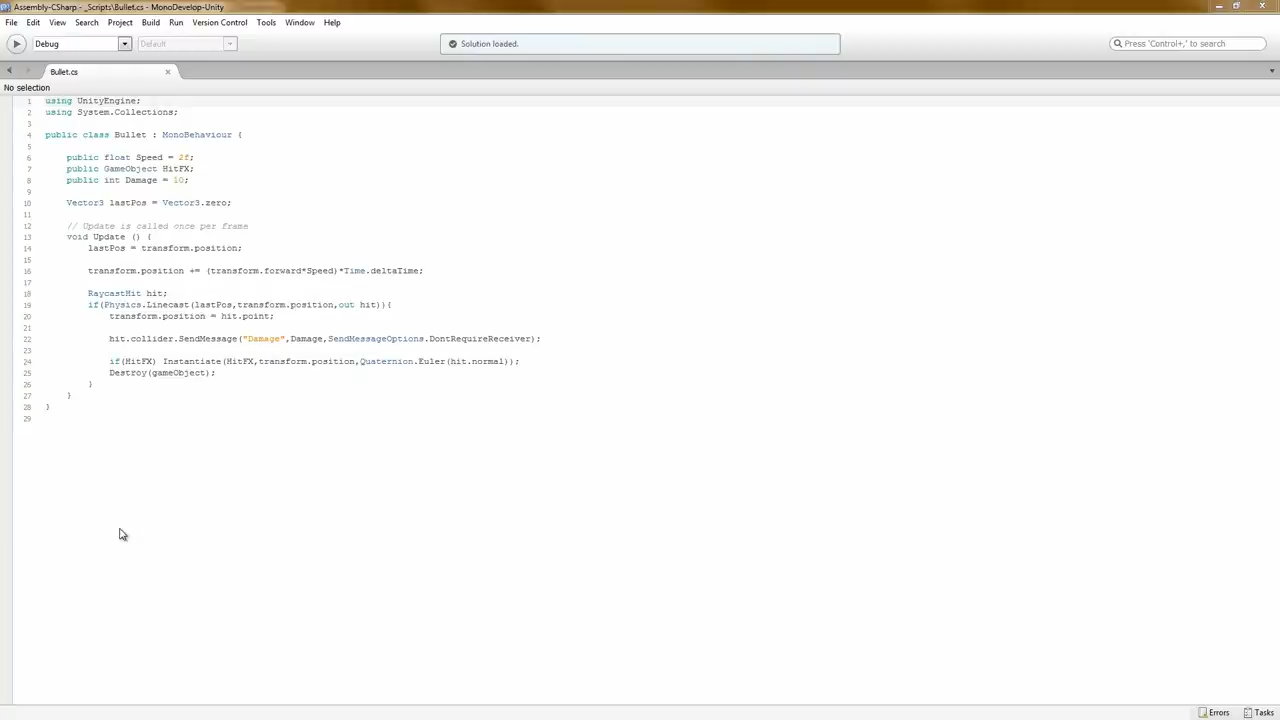 Assembly-CSharp - _Scripts\Bullet.cs - MonoDevelop-Unity
File Edit View Search Project Build Run Version Control Tools Window Help
Debug Default Solution loaded. Press 'Control+,' to search
Bullet.cs
No selection
1 using UnityEngine;
2 using System.Collections;
3
4 public class Bullet : MonoBehaviour {
5
6 public float Speed = 2f;
7 public GameObject HitFX;
8 public int Damage = 10;
9
10 Vector3 lastPos = Vector3.zero;
11
12 // Update is called once per frame
13 void Update () {
14 lastPos = transform.position;
15
16 transform.position += (transform.forward*Speed)*Time.deltaTime;
17
18 RaycastHit hit;
19 if(Physics.Linecast(lastPos,transform.position,out hit)){
20 transform.position = hit.point;
21
22 hit.collider.SendMessage("Damage",Damage,SendMessageOptions.DontRequireReceiver);
23
24 if(HitFX) Instantiate(HitFX,transform.position,Quaternion.Euler(hit.normal));
25 Destroy(gameObject);
26 }
27 }
28 }
29
Errors Tasks